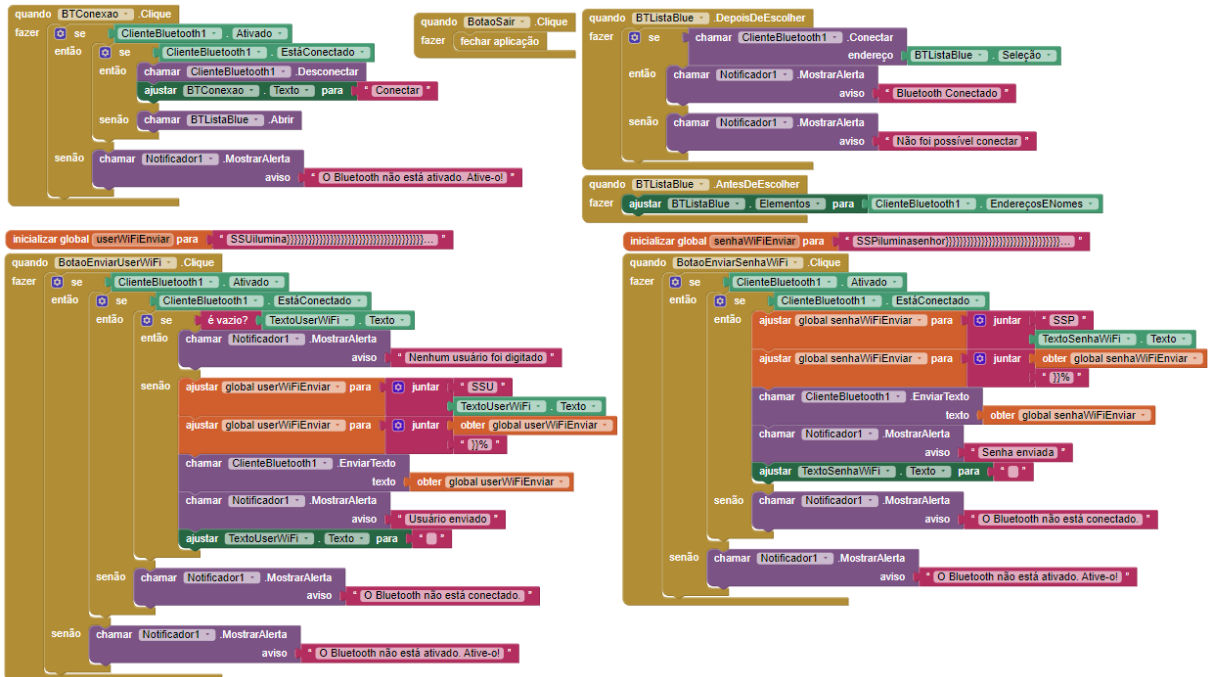 quando BTConexao .Clique
fazer se ClienteBluetooth1 . Ativado
então se ClienteBluetooth1 . EstáConectado
então chamar ClienteBluetooth1 .Desconectar
ajustar BTConexao . Texto para " Conectar "
senão chamar BTListaBlue .Abrir
senão chamar Notificador1 .MostrarAlerta
aviso " O Bluetooth não está ativado. Ative-o! "
quando BotaoSair .Clique
fazer fechar aplicação
quando BTListaBlue .DepoisDeEscolher
fazer se chamar ClienteBluetooth1 .Conectar
endereço BTListaBlue . Seleção
então chamar Notificador1 .MostrarAlerta
aviso " Bluetooth Conectado "
senão chamar Notificador1 .MostrarAlerta
aviso " Não foi possível conectar "
quando BTListaBlue .AntesDeEscolher
fazer ajustar BTListaBlue . Elementos para ClienteBluetooth1 . EndereçosENomes
inicializar global userWiFiEnviar para
quando BotaoEnviarUserWiFi .Clique
fazer se ClienteBluetooth1 . Ativado
então se ClienteBluetooth1 . EstáConectado
então se é vazio? TextoUserWiFi . Texto
então chamar Notificador1 .MostrarAlerta
aviso " Nenhum usuário foi digitado "
senão ajustar global userWiFiEnviar para juntar " SSU "
TextoUserWiFi . Texto
ajustar global userWiFiEnviar para juntar obter global userWiFiEnviar
" }}% "
chamar ClienteBluetooth1 .EnviarTexto
texto obter global userWiFiEnviar
chamar Notificador1 .MostrarAlerta
aviso " Usuário enviado "
ajustar TextoUserWiFi . Texto para " "
senão chamar Notificador1 .MostrarAlerta
aviso " O Bluetooth não está conectado. "
senão chamar Notificador1 .MostrarAlerta
aviso " O Bluetooth não está ativado. Ative-o! "
inicializar global senhaWiFiEnviar para
quando BotaoEnviarSenhaWiFi .Clique
fazer se ClienteBluetooth1 . Ativado
então se ClienteBluetooth1 . EstáConectado
então ajustar global senhaWiFiEnviar para juntar " SSP "
TextoSenhaWiFi . Texto
ajustar global senhaWiFiEnviar para juntar obter global senhaWiFiEnviar
" }}% "
chamar ClienteBluetooth1 .EnviarTexto
texto obter global senhaWiFiEnviar
chamar Notificador1 .MostrarAlerta
aviso " Senha enviada "
ajustar TextoSenhaWiFi . Texto para " "
senão chamar Notificador1 .MostrarAlerta
aviso " O Bluetooth não está conectado. "
senão chamar Notificador1 .MostrarAlerta
aviso " O Bluetooth não está ativado. Ative-o! "